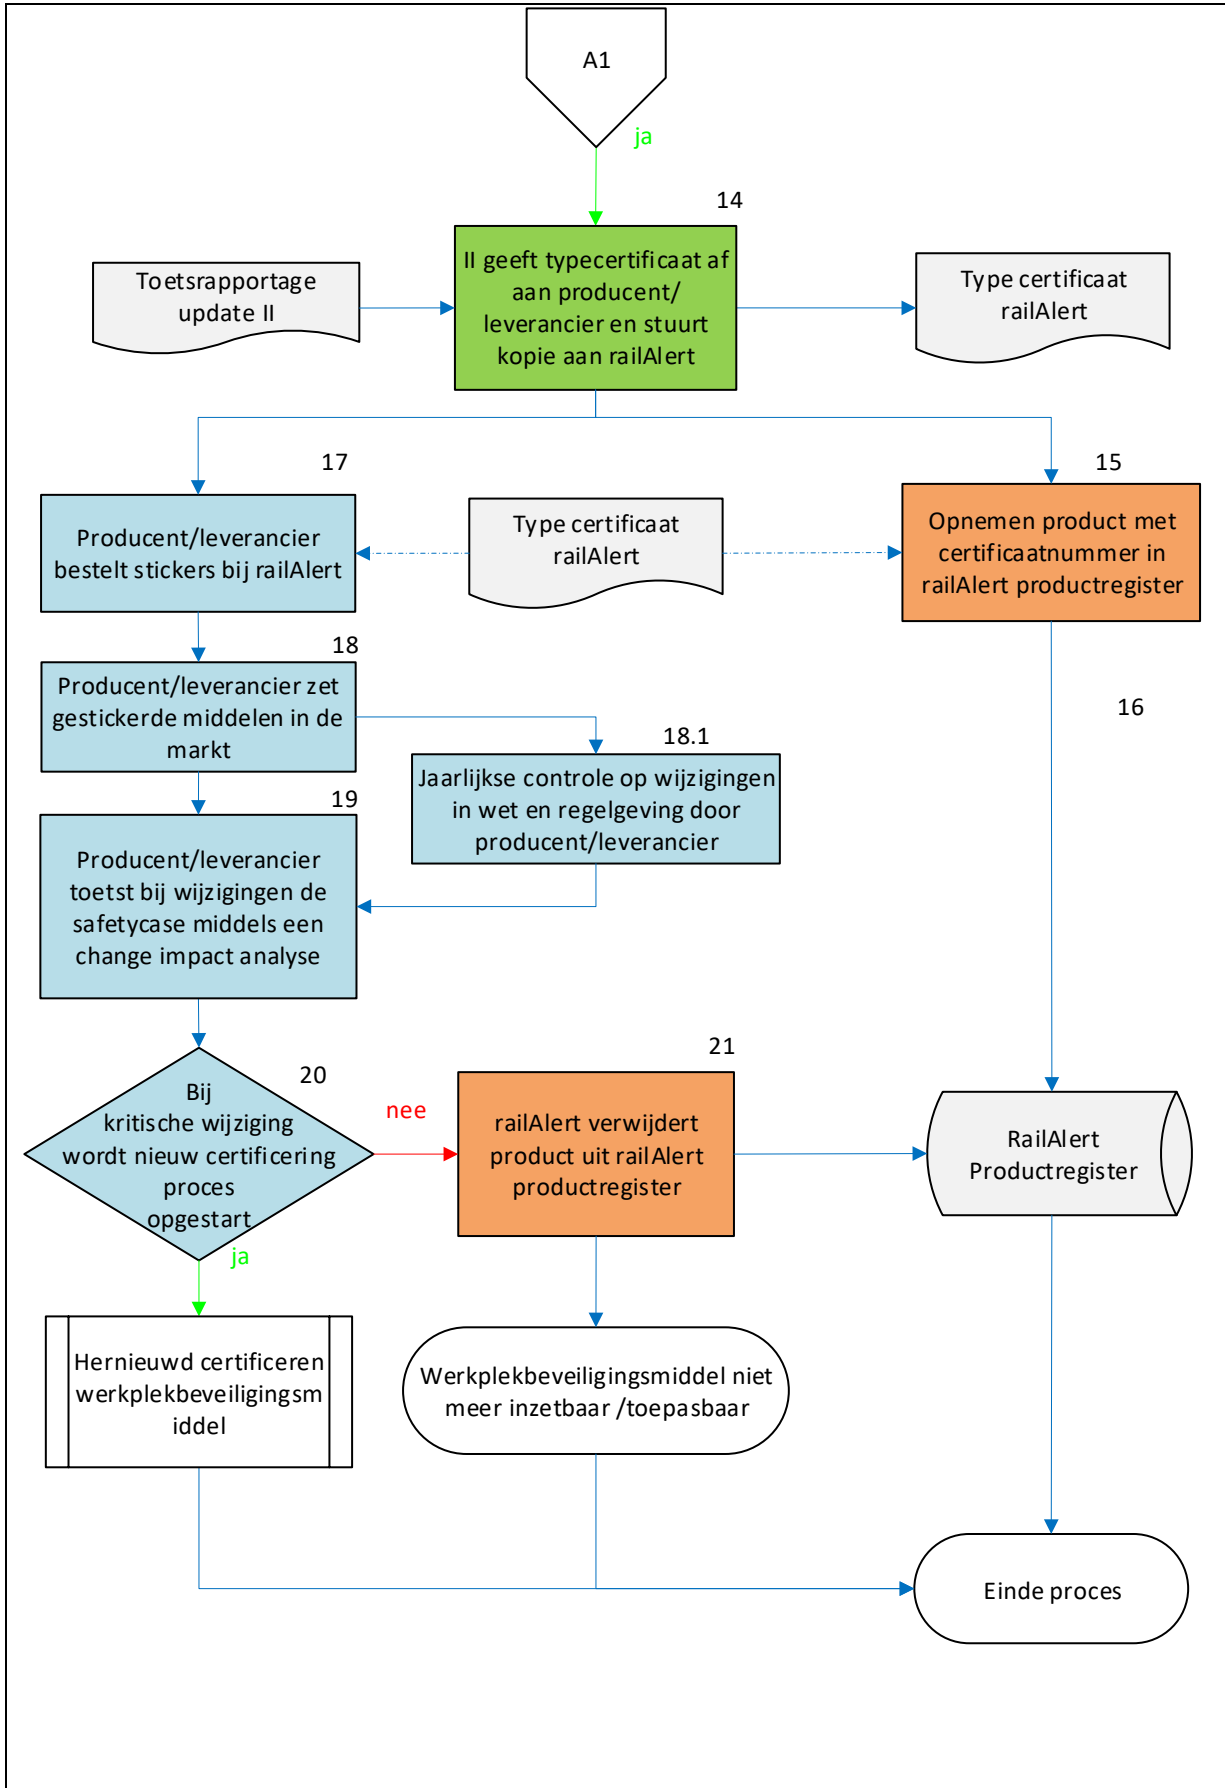 A1
ja
14
II geeft typecertificaat af
aan producent/
leverancier en stuurt
kopie aan railAlert
Toetsrapportage
update II
Type certificaat
railAlert
17
15
Producent/leverancier
bestelt stickers bij railAlert
Type certificaat
railAlert
Opnemen product met
certificaatnummer in
railAlert productregister
18
Producent/leverancier zet
gestickerde middelen in de
markt
16
18.1
Jaarlijkse controle op wijzigingen
in wet en regelgeving door
producent/leverancier
19
Producent/leverancier
toetst bij wijzigingen de
safetycase middels een
change impact analyse
20
Bij
kritische wijziging
wordt nieuw certificering
proces
opgestart
nee
21
railAlert verwijdert
product uit railAlert
productregister
RailAlert
Productregister
ja
Hernieuwd certificeren
werkplekbeveiligingsm
iddel
Werkplekbeveiligingsmiddel niet
meer inzetbaar /toepasbaar
Einde proces